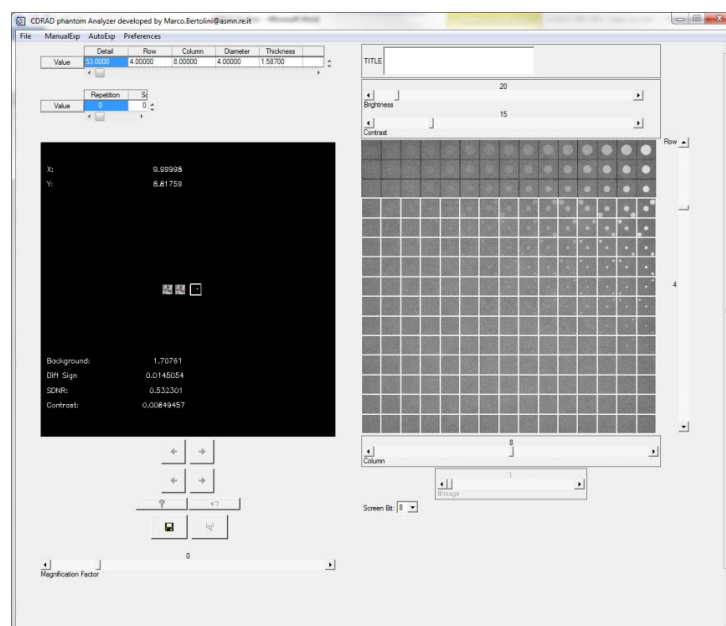 CDRAD phantom Analyzer developed by Marco.Bertolini@asmn.re.it
File ManualExp AutoExp Preferences
Detail Row Column Diameter Thickness
Value 53.0000 4.00000 8.00000 4.00000 1.58700
Repetition
Value 0 0
TITLE
20
Brightness
15
Contrast
Row
X: 9.99998
Y: 8.81759
4
Background: 1.70761
Diff Sign 0.0145054
SDNR: 0.532301
Contrast: 0.00849457
8
Column
1
?
Screen Bit: 8
0
Magnification Factor